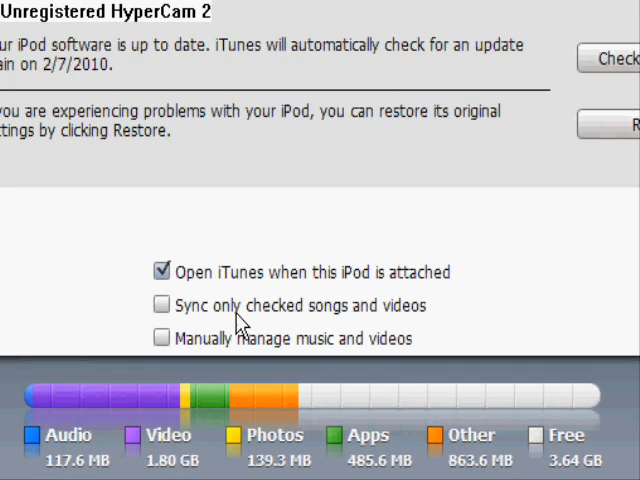 Unregistered HyperCam 2
ur iPod software is up to date. iTunes will automatically check for an update
ain on 2/7/2010.
Check
you are experiencing problems with your iPod, you can restore its original
ttings by clicking Restore.
R
Open iTunes when this iPod is attached
Sync only checked songs and videos
Manually manage music and videos
Audio Video Photos Apps Other Free
117.6 MB 1.80 GB 139.3 MB 485.6 MB 863.6 MB 3.64 GB